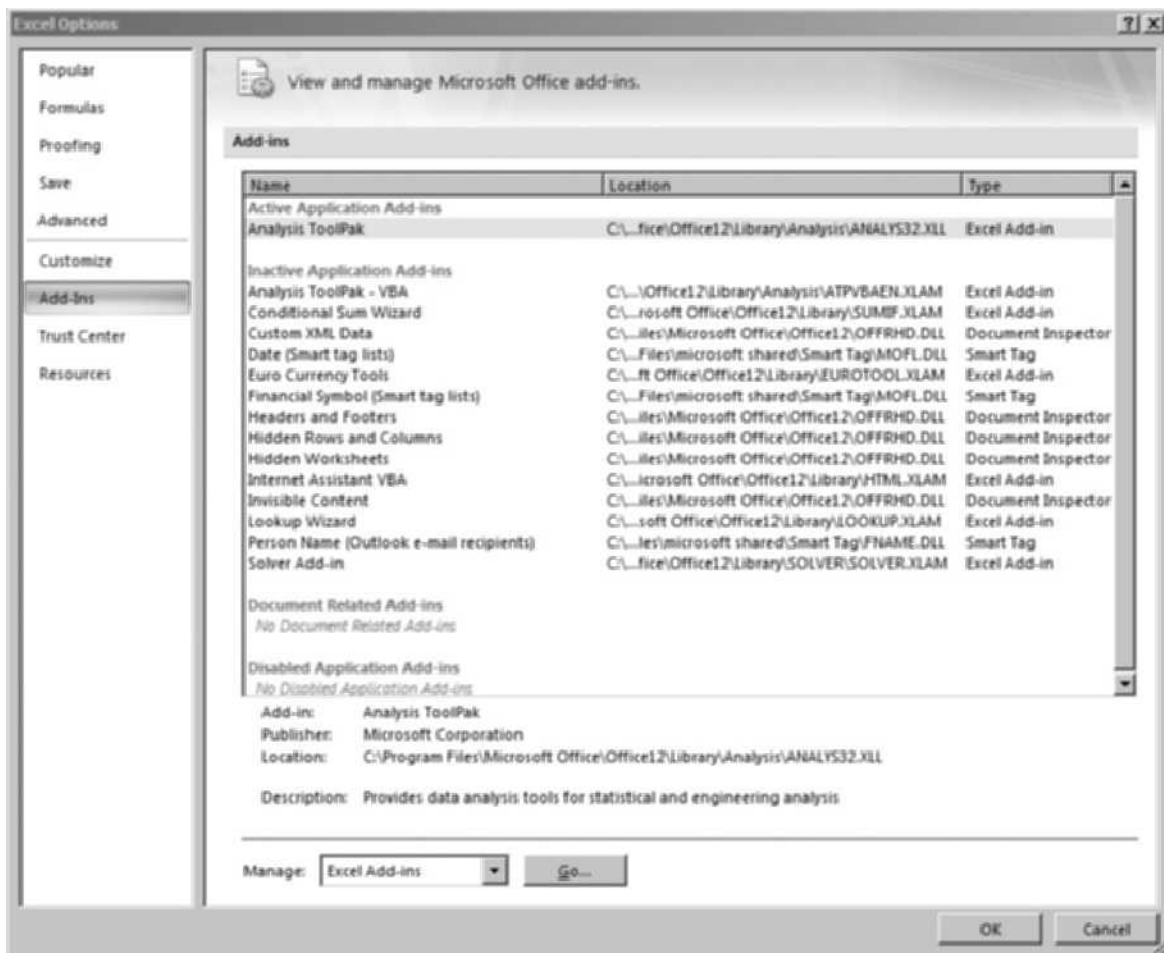 Excel Options
Popular
Formulas
Proofing
Save
Advanced
Customize
Add-Ins
Trust Center
Resources
View and manage Microsoft Office add-ins.
Add-ins
Name Location Type
Active Application Add-ins
Analysis ToolPak C:\...fice\Office12\Library\Analysis\ANALYS32.XLL Excel Add-in
Inactive Application Add-ins
Analysis ToolPak - VBA C:\...\Office12\Library\Analysis\ATPVBAEN.XLAM Excel Add-in
Conditional Sum Wizard C:\...rosoft Office\Office12\Library\SUMIF.XLAM Excel Add-in
Custom XML Data C:\...iles\Microsoft Office\Office12\OFFRHD.DLL Document Inspector
Date (Smart tag lists) C:\...Files\microsoft shared\Smart Tag\MOFL.DLL Smart Tag
Euro Currency Tools C:\...ft Office\Office12\Library\EUROTOOL.XLAM Excel Add-in
Financial Symbol (Smart tag lists) C:\...Files\microsoft shared\Smart Tag\MOFL.DLL Smart Tag
Headers and Footers C:\...iles\Microsoft Office\Office12\OFFRHD.DLL Document Inspector
Hidden Rows and Columns C:\...iles\Microsoft Office\Office12\OFFRHD.DLL Document Inspector
Hidden Worksheets C:\...iles\Microsoft Office\Office12\OFFRHD.DLL Document Inspector
Internet Assistant VBA C:\...icrosoft Office\Office12\Library\HTML.XLAM Excel Add-in
Invisible Content C:\...iles\Microsoft Office\Office12\OFFRHD.DLL Document Inspector
Lookup Wizard C:\...soft Office\Office12\Library\LOOKUP.XLAM Excel Add-in
Person Name (Outlook e-mail recipients) C:\...les\microsoft shared\Smart Tag\FNAME.DLL Smart Tag
Solver Add-in C:\...fice\Office12\Library\SOLVER\SOLVER.XLAM Excel Add-in
Document Related Add-ins
No Document Related Add-ins
Disabled Application Add-ins
No Disabled Application Add-ins
Add-in: Analysis ToolPak
Publisher: Microsoft Corporation
Location: C:\Program Files\Microsoft Office\Office12\Library\Analysis\ANALYS32.XLL
Description: Provides data analysis tools for statistical and engineering analysis
Manage: Excel Add-ins Go...
OK Cancel